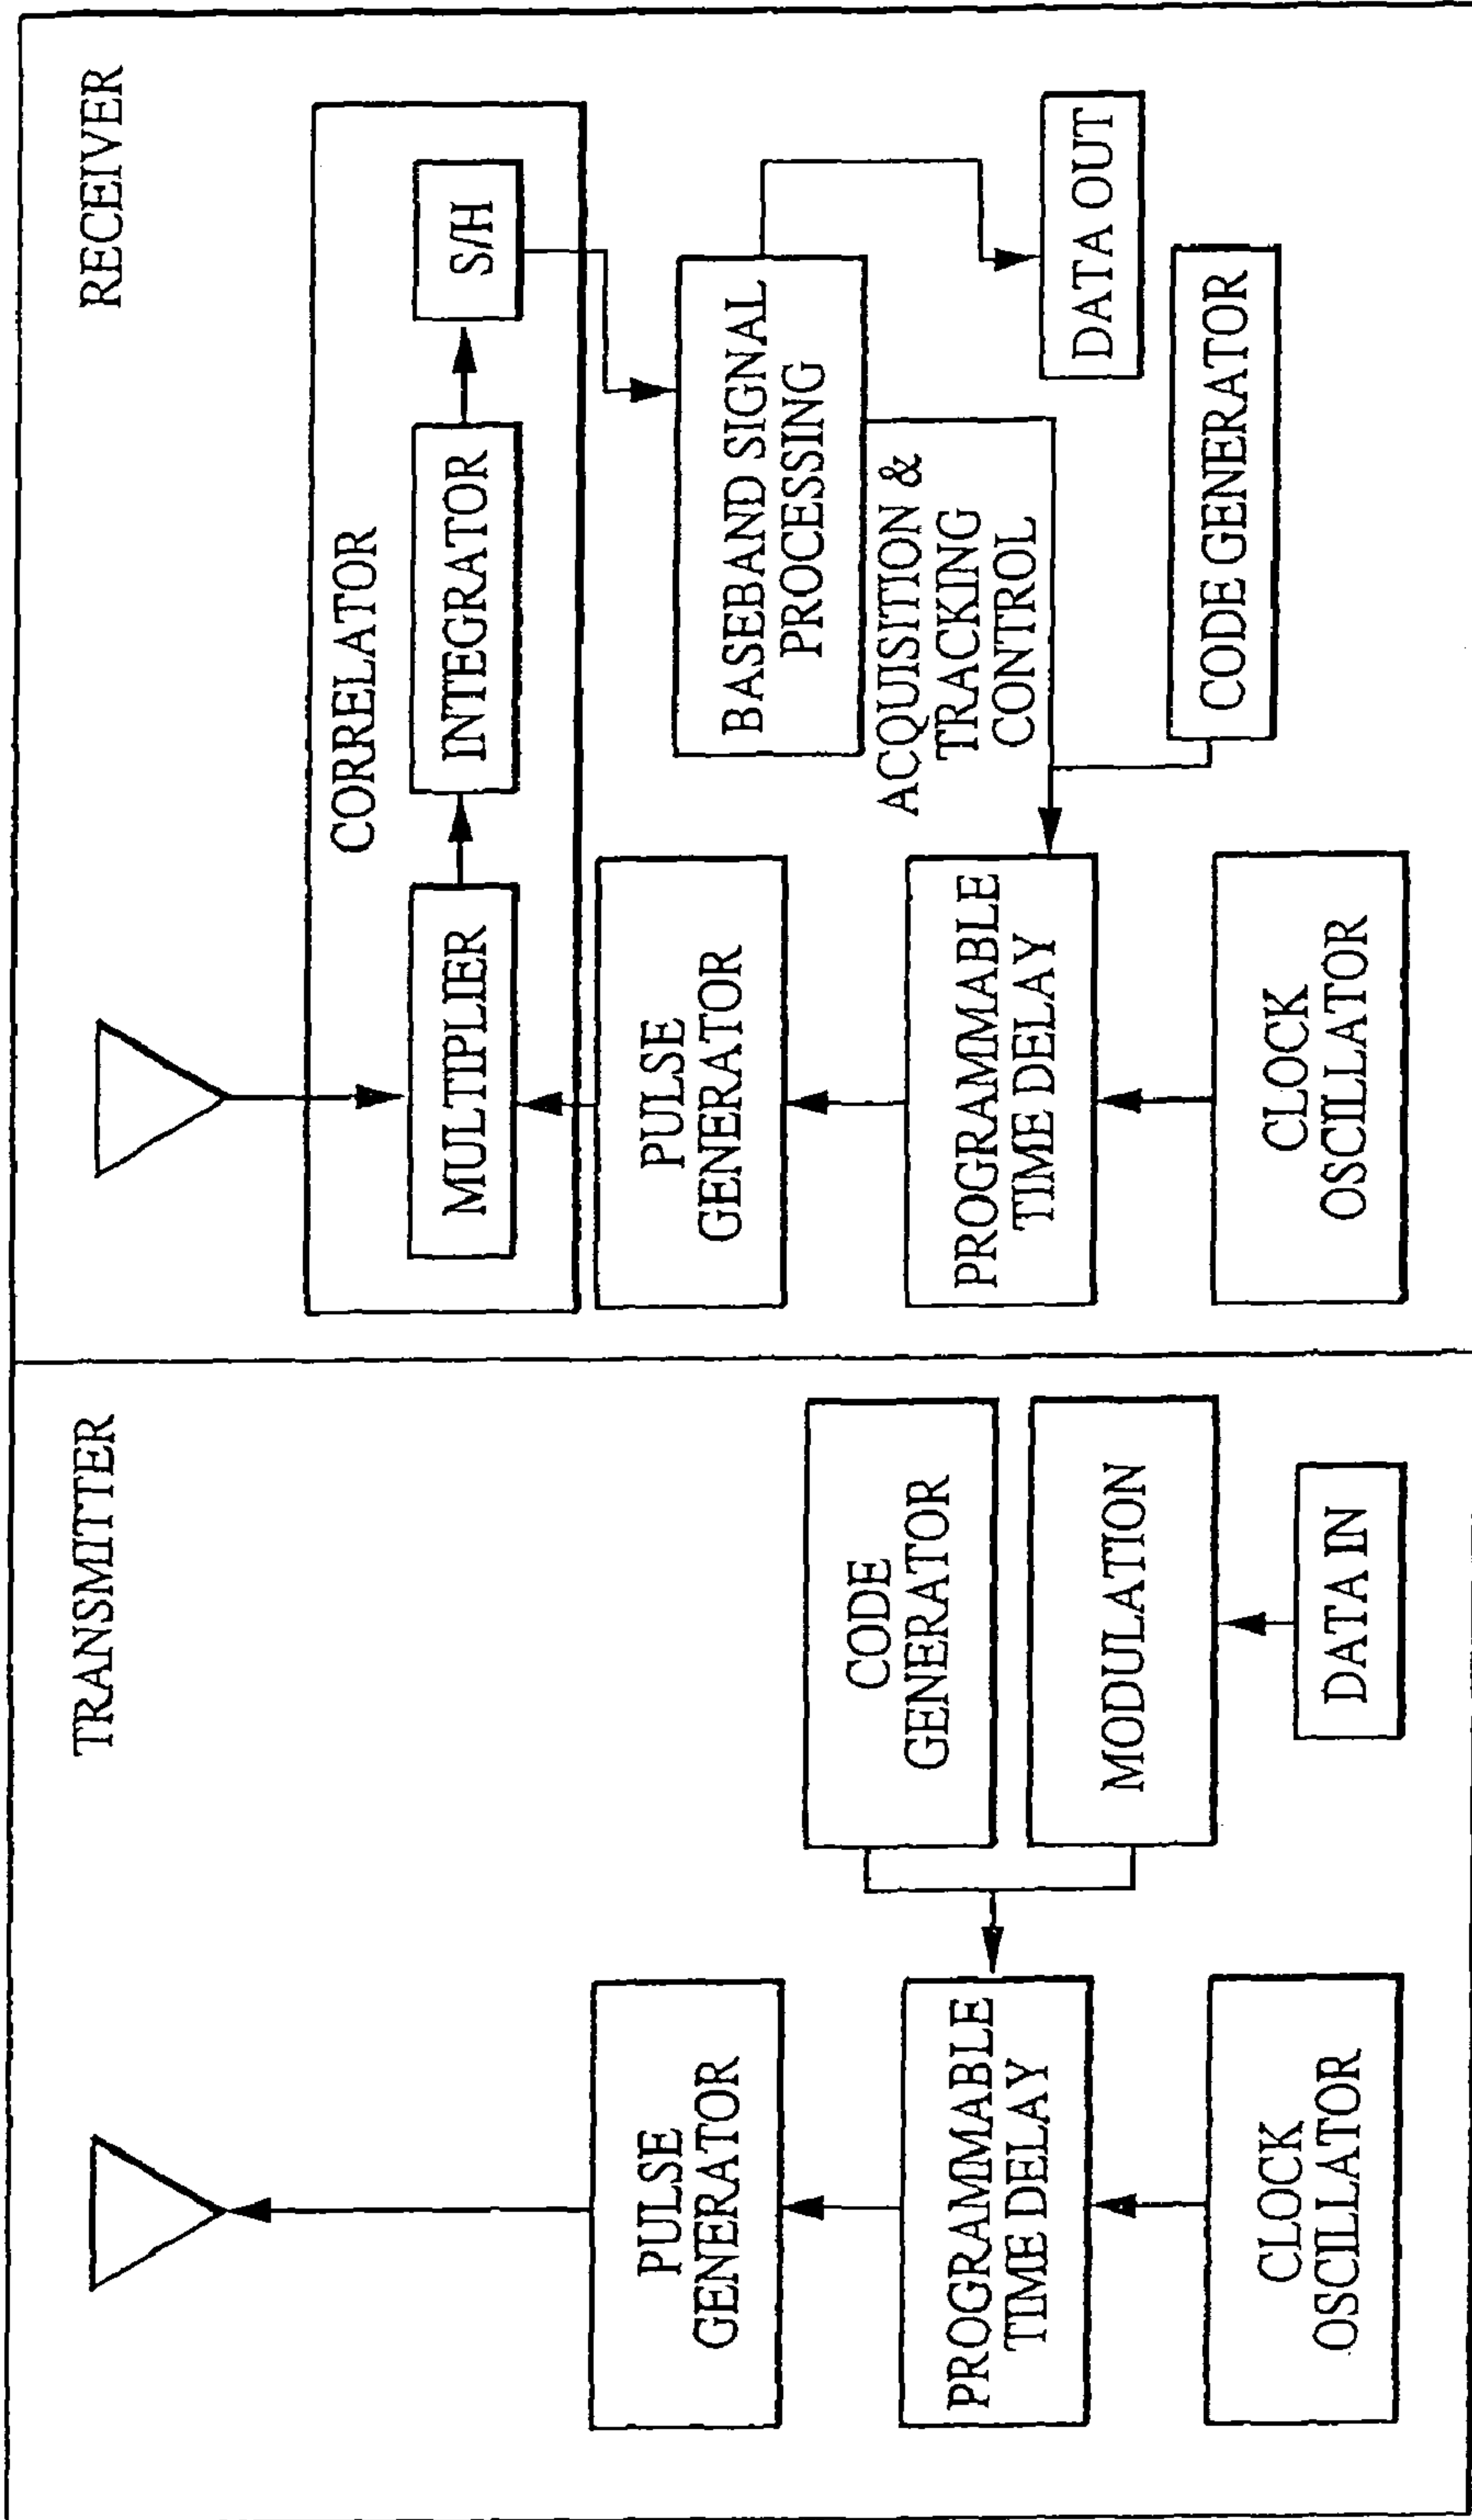 TRANSMITTER
PULSE
GENERATOR
CODE
GENERATOR
PROGRAMMABLE
TIME DELAY
MODULATION
CLOCK
OSCILLATOR
DATA IN
RECEIVER
CORRELATOR
MULTIPLIER
INTEGRATOR
S/H
PULSE
GENERATOR
BASEBAND SIGNAL
PROCESSING
ACQUISITION &
TRACKING
CONTROL
PROGRAMMABLE
TIME DELAY
DATA OUT
CODE GENERATOR
CLOCK
OSCILLATOR